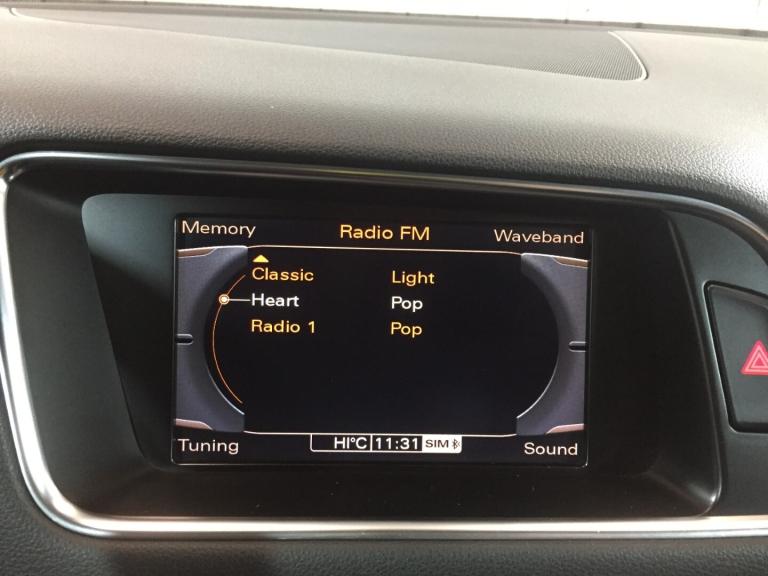 Memory Radio FM Waveband
Classic Light
Heart Pop
Radio 1 Pop
Tuning HI°C 11:31 SIM Sound